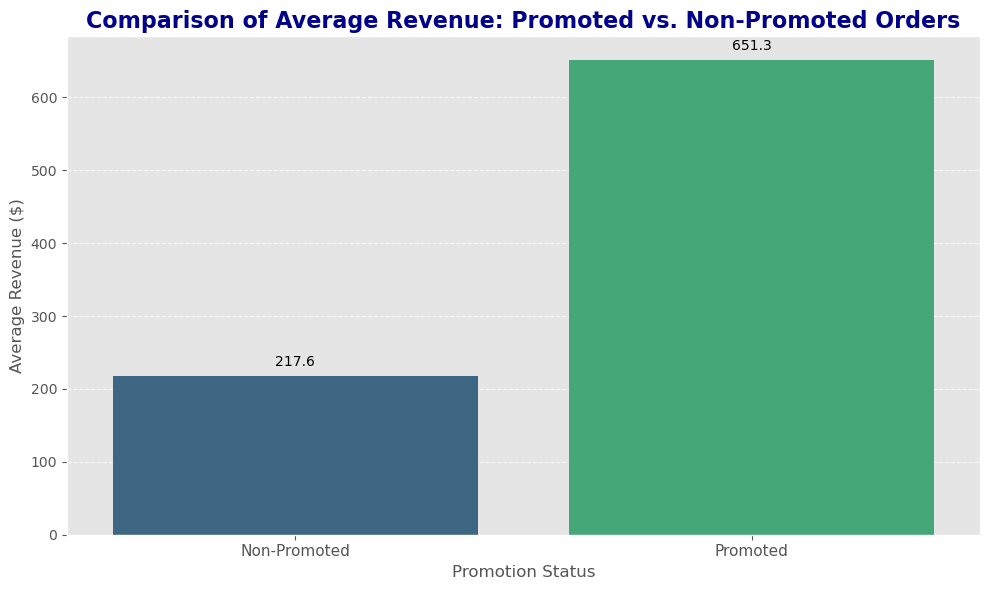 Comparison of Average Revenue: Promoted vs. Non-Promoted Orders
651.3
600
500
400
300
217.6
200
100
0
Average Revenue ($)
Non-Promoted
Promoted
Promotion Status